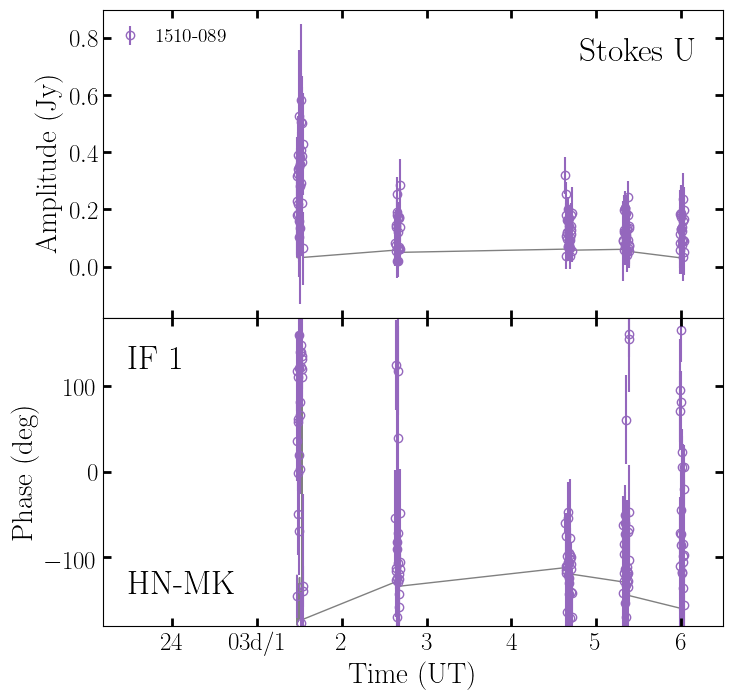 1510-089
Stokes U
0.8
0.6
0.4
0.2
0.0
Amplitude (Jy)
IF 1
HN-MK
100
0
−100
Phase (deg)
24 03d/1 2 3 4 5 6
Time (UT)